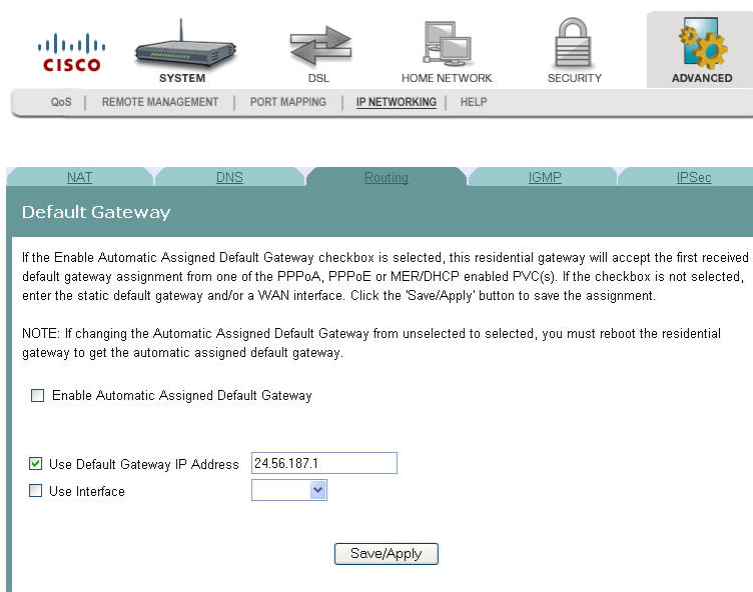 CISCO
SYSTEM
DSL
HOME NETWORK
SECURITY
ADVANCED
QoS | REMOTE MANAGEMENT | PORT MAPPING | IP NETWORKING | HELP
NAT
DNS
Routing
IGMP
IPSec
Default Gateway
If the Enable Automatic Assigned Default Gateway checkbox is selected, this residential gateway will accept the first received
default gateway assignment from one of the PPPoA, PPPoE or MER/DHCP enabled PVC(s). If the checkbox is not selected,
enter the static default gateway and/or a WAN interface. Click the 'Save/Apply' button to save the assignment.
NOTE: If changing the Automatic Assigned Default Gateway from unselected to selected, you must reboot the residential
gateway to get the automatic assigned default gateway.
Enable Automatic Assigned Default Gateway
Use Default Gateway IP Address 24.56.187.1
Use Interface
Save/Apply